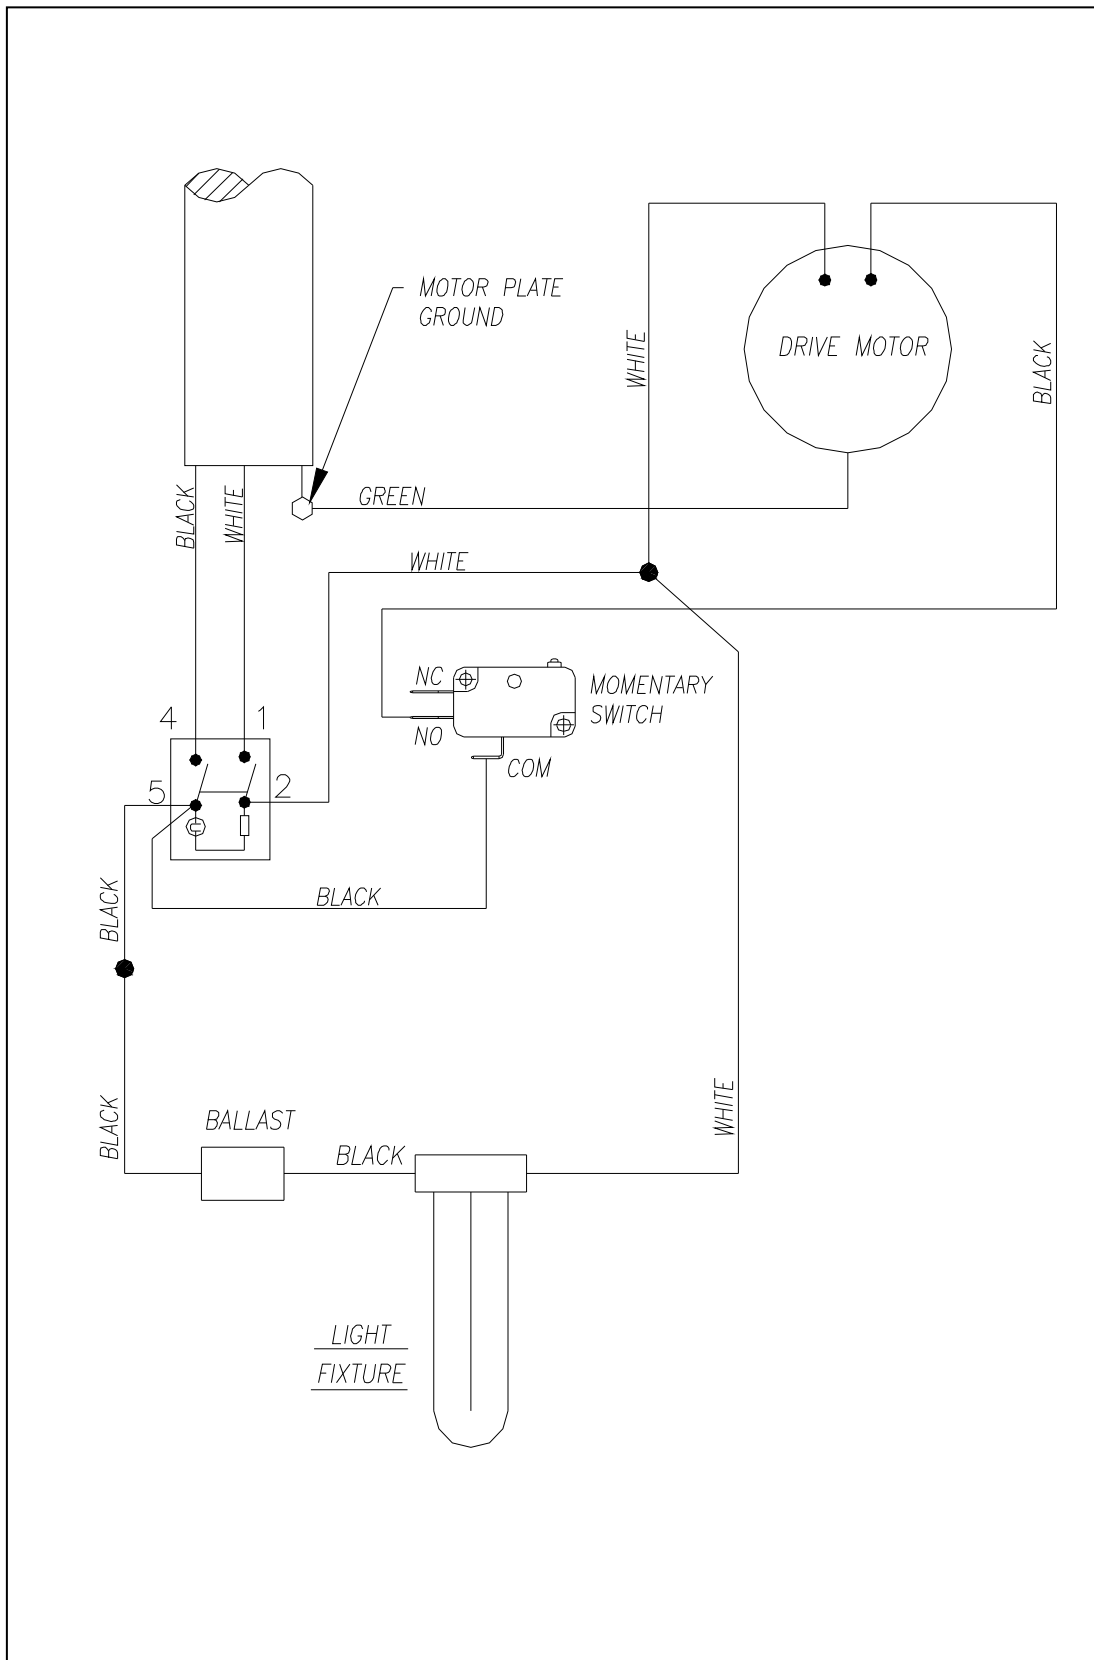 MOTOR PLATE
GROUND
WHITE
DRIVE MOTOR
BLACK
BLACK
WHITE
GREEN
WHITE
NC
NO
COM
MOMENTARY
SWITCH
4
1
5
2
BLACK
BLACK
BLACK
BALLAST
BLACK
WHITE
LIGHT
FIXTURE